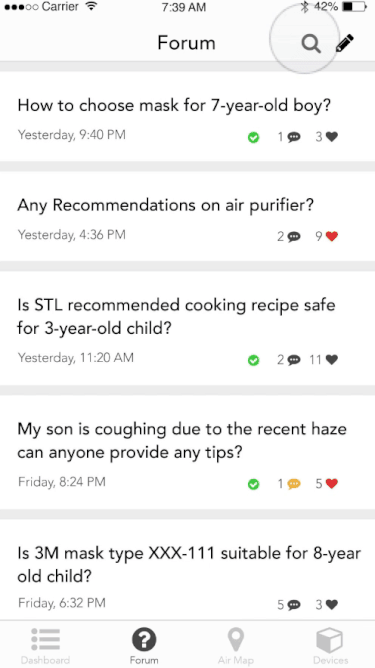 Carrier 7:39 AM 42%
Forum
How to choose mask for 7-year-old boy?
Yesterday, 9:40 PM 1 3
Any Recommendations on air purifier?
Yesterday, 4:36 PM 2 9
Is STL recommended cooking recipe safe
for 3-year-old child?
Yesterday, 11:20 AM 2 11
My son is coughing due to the recent haze
can anyone provide any tips?
Friday, 8:24 PM 1 5
Is 3M mask type XXX-111 suitable for 8-year
old child?
Friday, 6:32 PM 5 3
Dashboard Forum Air Map Devices